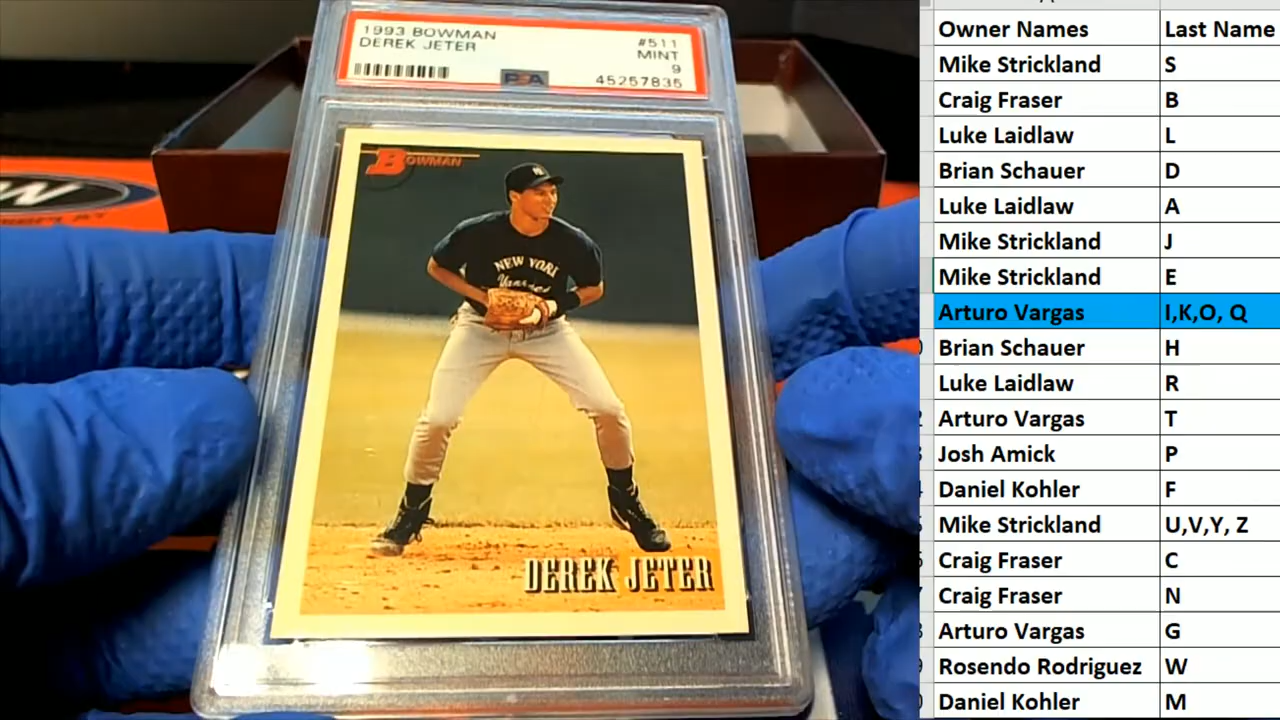 1993 BOWMAN #511
DEREK JETER MINT
9
PSA 45257835
BOWMAN
NEW YORK
Yankees
DEREK JETER
Owner Names Last Name
Mike Strickland S
Craig Fraser B
Luke Laidlaw L
Brian Schauer D
Luke Laidlaw A
Mike Strickland J
Mike Strickland E
Arturo Vargas I,K,O, Q
Brian Schauer H
Luke Laidlaw R
Arturo Vargas T
Josh Amick P
Daniel Kohler F
Mike Strickland U,V,Y, Z
Craig Fraser C
Craig Fraser N
Arturo Vargas G
Rosendo Rodriguez W
Daniel Kohler M